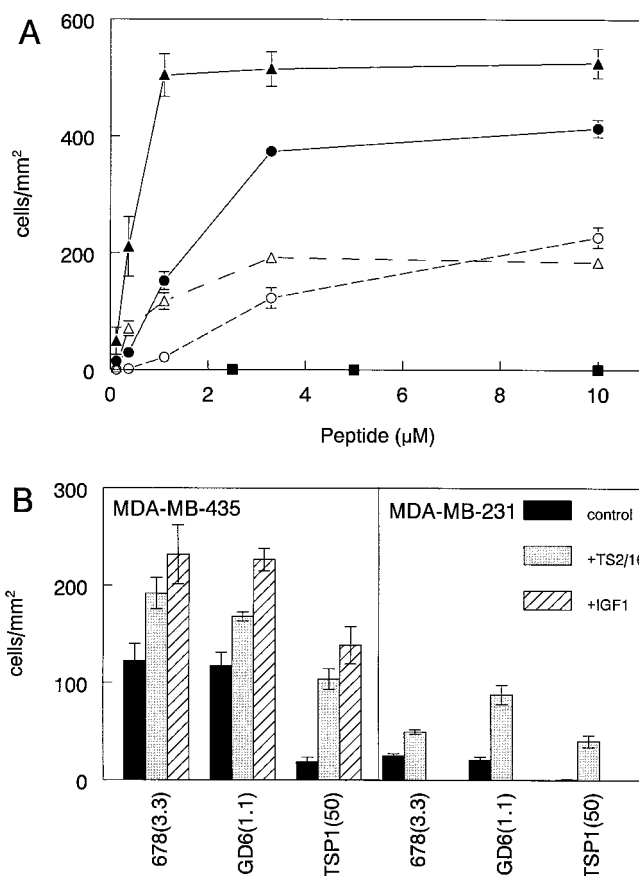 A
600
400
200
0
cells/mm²
0
2
4
6
8
10
Peptide (µM)
B
300
200
100
0
cells/mm²
MDA-MB-435
MDA-MB-231
control
+TS2/16
+IGF1
678(3.3)
GD6(1.1)
TSP1(50)
678(3.3)
GD6(1.1)
TSP1(50)